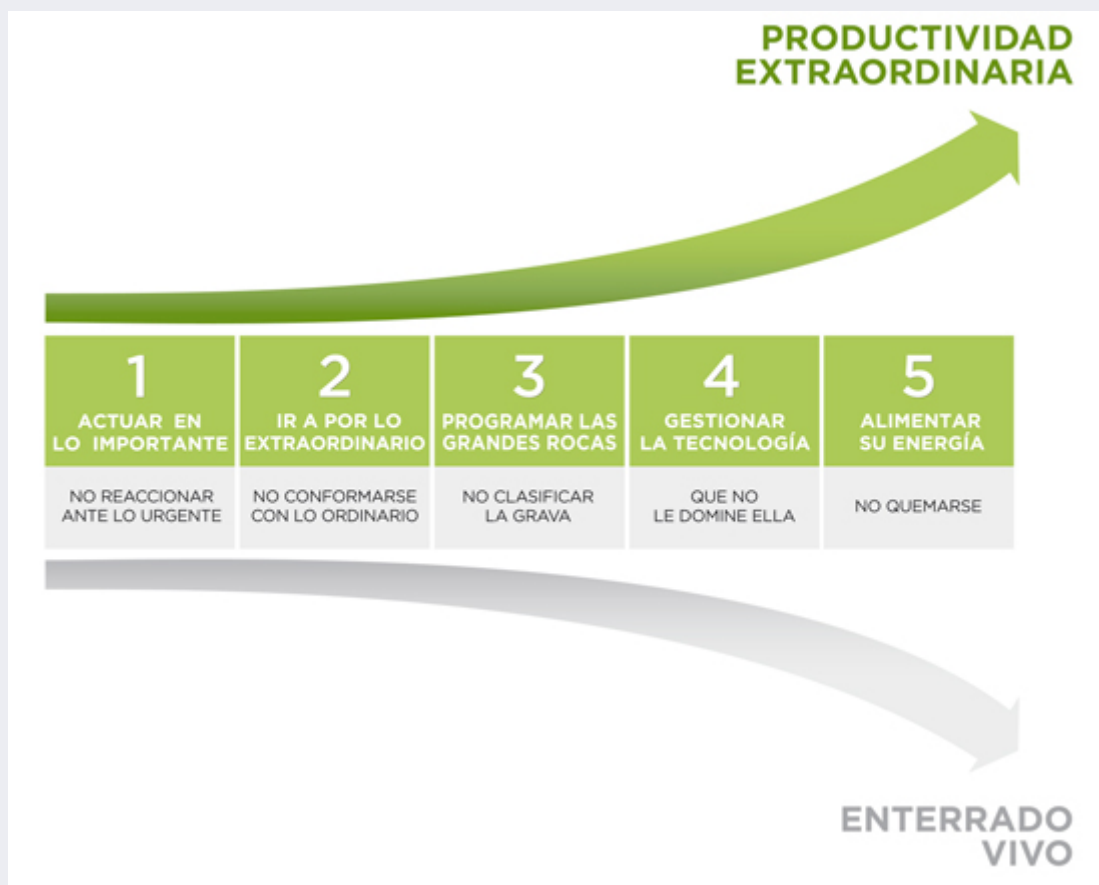 PRODUCTIVIDAD
EXTRAORDINARIA
1
ACTUAR EN
LO IMPORTANTE
NO REACCIONAR
ANTE LO URGENTE
2
IR A POR LO
EXTRAORDINARIO
NO CONFORMARSE
CON LO ORDINARIO
3
PROGRAMAR LAS
GRANDES ROCAS
NO CLASIFICAR
LA GRAVA
4
GESTIONAR
LA TECNOLOGÍA
QUE NO
LE DOMINE ELLA
5
ALIMENTAR
SU ENERGÍA
NO QUEMARSE
ENTERRADO
VIVO